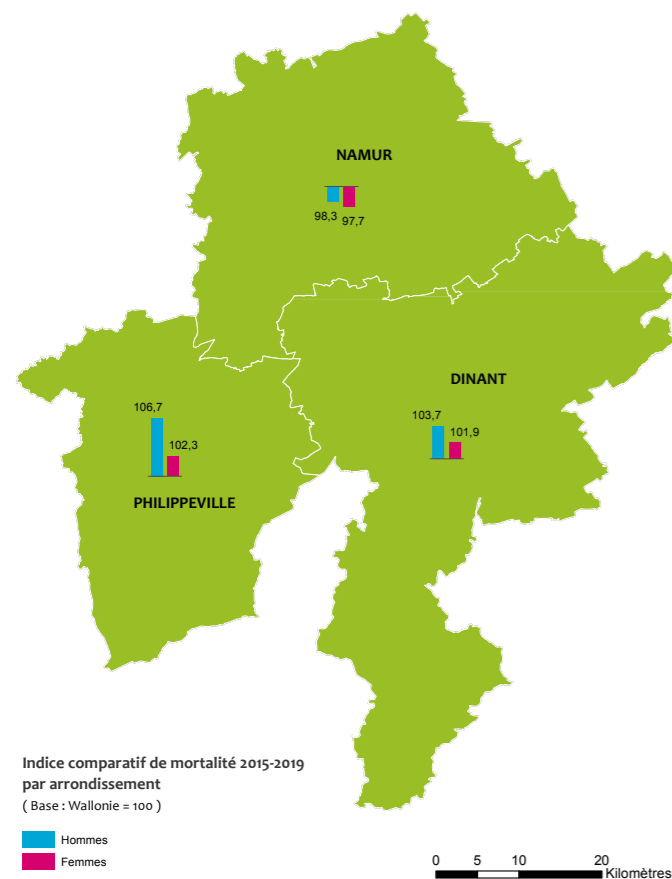 NAMUR
98,3
97,7
DINANT
103,7
101,9
106,7
102,3
PHILIPPEVILLE
Indice comparatif de mortalité 2015-2019
par arrondissement
( Base : Wallonie = 100 )
Hommes
Femmes
0 5 10 20
Kilomètres